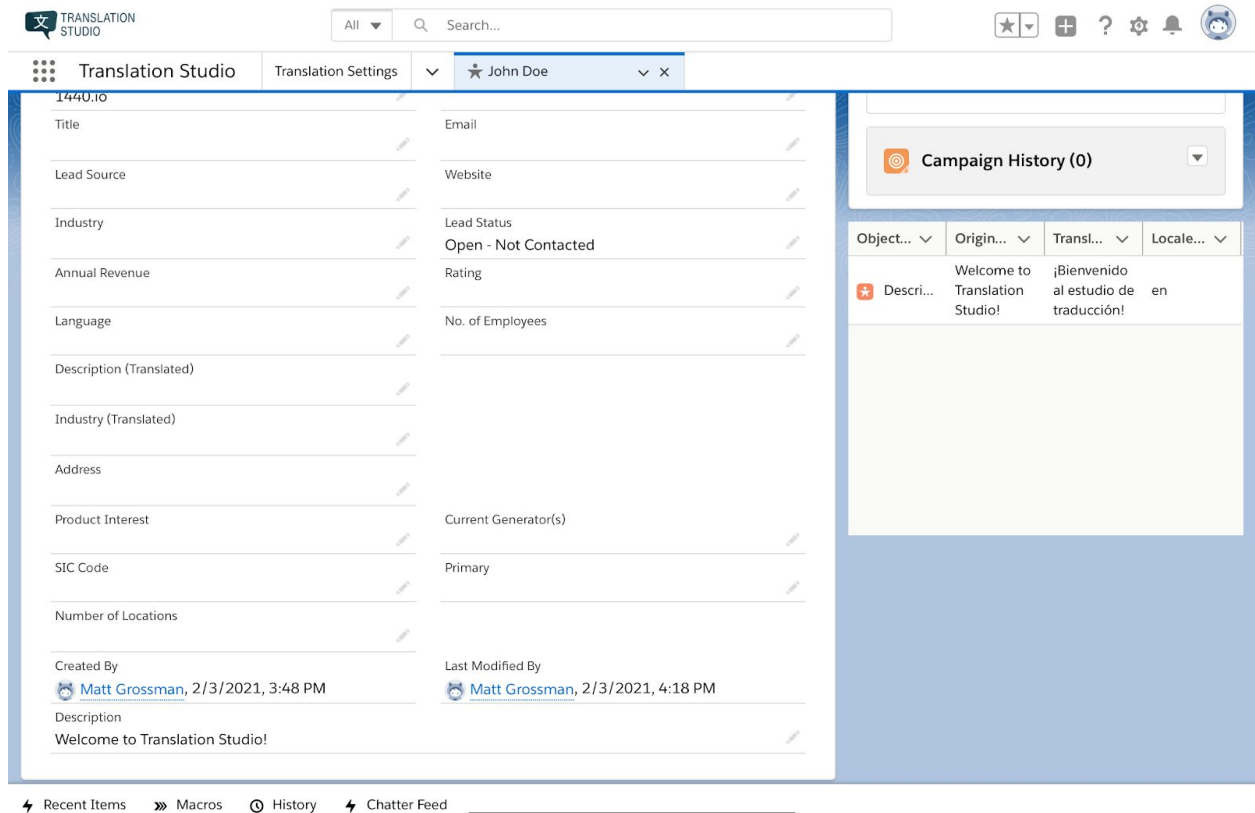 TRANSLATION
STUDIO
All
Search...
Translation Studio
Translation Settings
John Doe
1440.io
Title
Email
Lead Source
Website
Industry
Lead Status
Open - Not Contacted
Annual Revenue
Rating
Language
No. of Employees
Description (Translated)
Industry (Translated)
Address
Product Interest
Current Generator(s)
SIC Code
Primary
Number of Locations
Created By
Matt Grossman, 2/3/2021, 3:48 PM
Last Modified By
Matt Grossman, 2/3/2021, 4:18 PM
Description
Welcome to Translation Studio!
Campaign History (0)
Object... Origin... Transl... Locale...
Descri...
Welcome to
Translation
Studio!
¡Bienvenido
al estudio de
traducción!
en
Recent Items Macros History Chatter Feed